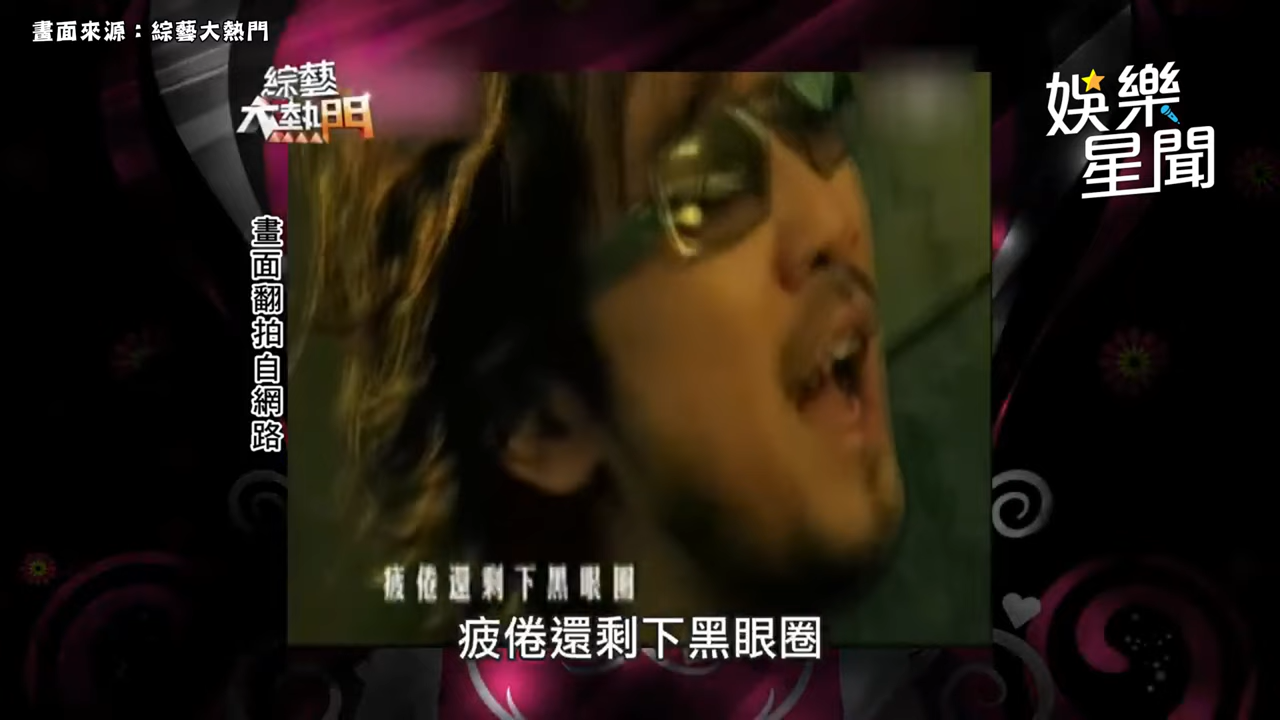 畫面來源：綜藝大熱門
綜藝
大熱門
娛樂
星聞
畫面翻拍自網路
疲倦還剩下黑眼圈
疲倦還剩下黑眼圈